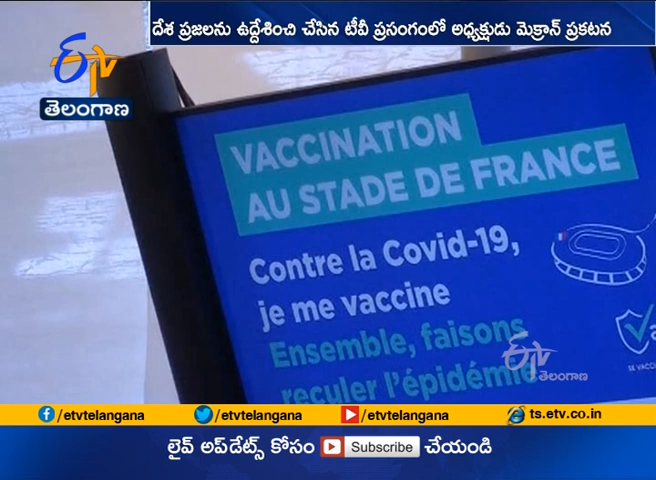 దేశ ప్రజలను ఉద్దేశించి చేసిన టీవీ ప్రసంగంలో అధ్యక్షుడు మెక్రాన్ ప్రకటన
ETV
తెలంగాణ
VACCINATION
AU STADE DE FRANCE
Contre la Covid-19,
je me vaccine
Ensemble, faisons
reculer l'épidémie
ETV
తెలంగాణ
/etvtelangana
/etvtelangana
/etvtelangana
ts.etv.co.in
లైవ్ అప్‌డేట్స్ కోసం Subscribe చేయండి